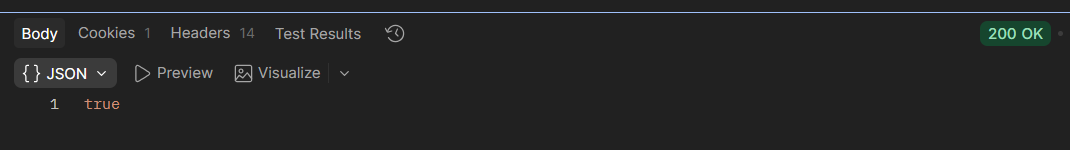 Body Cookies 1 Headers 14 Test Results 200 OK
{} JSON Preview Visualize
1 true